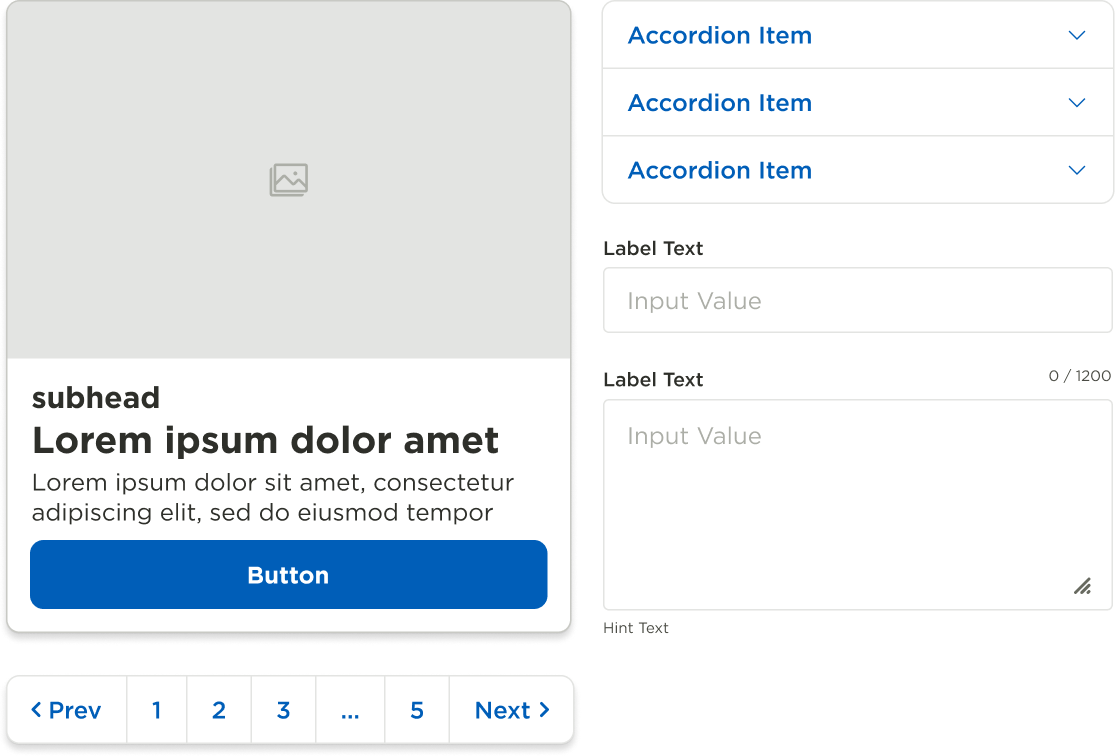 subhead
Lorem ipsum dolor amet
Lorem ipsum dolor sit amet, consectetur
adipiscing elit, sed do eiusmod tempor
Button
Prev 1 2 3 ... 5 Next
Accordion Item
Accordion Item
Accordion Item
Label Text
Input Value
Label Text 0 / 1200
Input Value
Hint Text